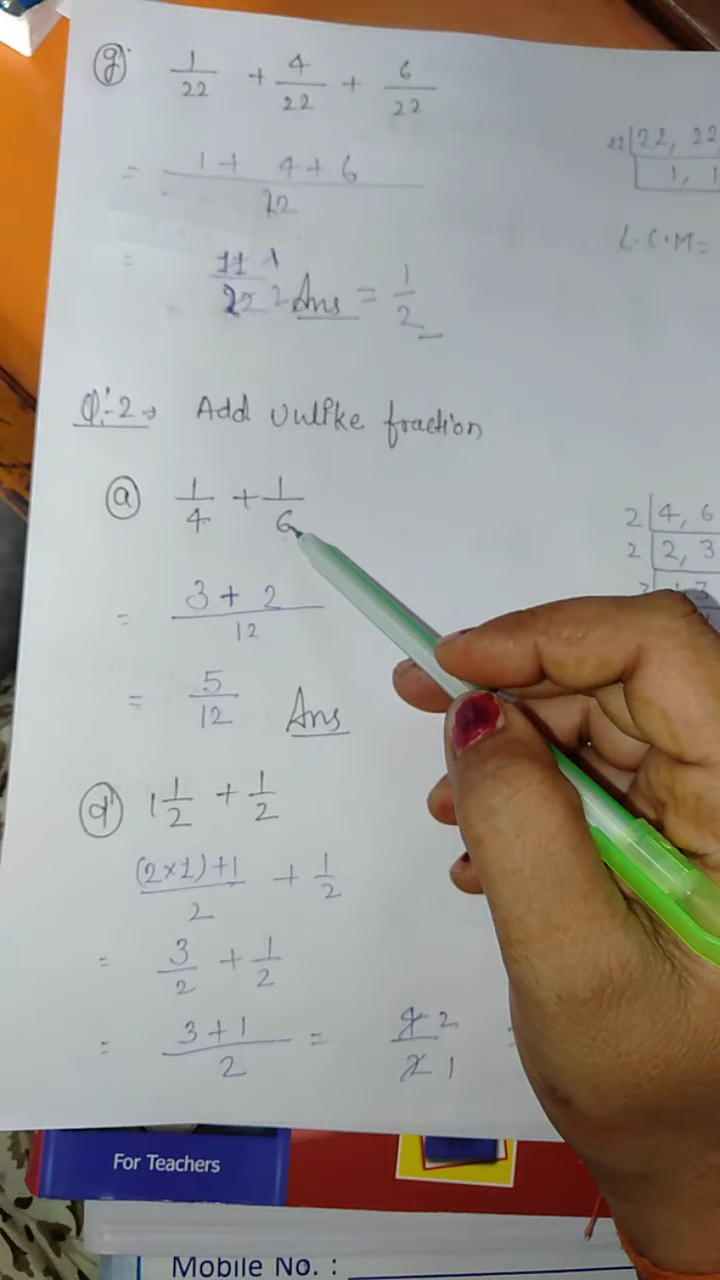 (g) 1/22 + 4/22 + 6/22
22 | 22, 22
1, 1
= 1 + 4 + 6 / 22
L.C.M =
= 11 1 / 22 2 Ans = 1/2
Q.2 → Add unlike fraction
(a) 1/4 + 1/6
2 | 4, 6
2 | 2, 3
= 3 + 2 / 12
= 5/12 Ans
(d) 1 1/2 + 1/2
(2×1)+1 / 2 + 1/2
= 3/2 + 1/2
= 3+1 / 2 = 4 2 / 2 1 =
For Teachers
Mobile No. :